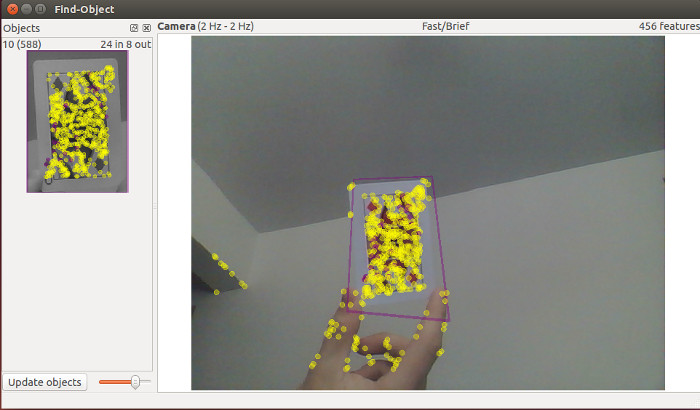 Find-Object
Objects
Camera (2 Hz - 2 Hz)
Fast/Brief
456 features
10 (588)
24 in 8 out
Update objects